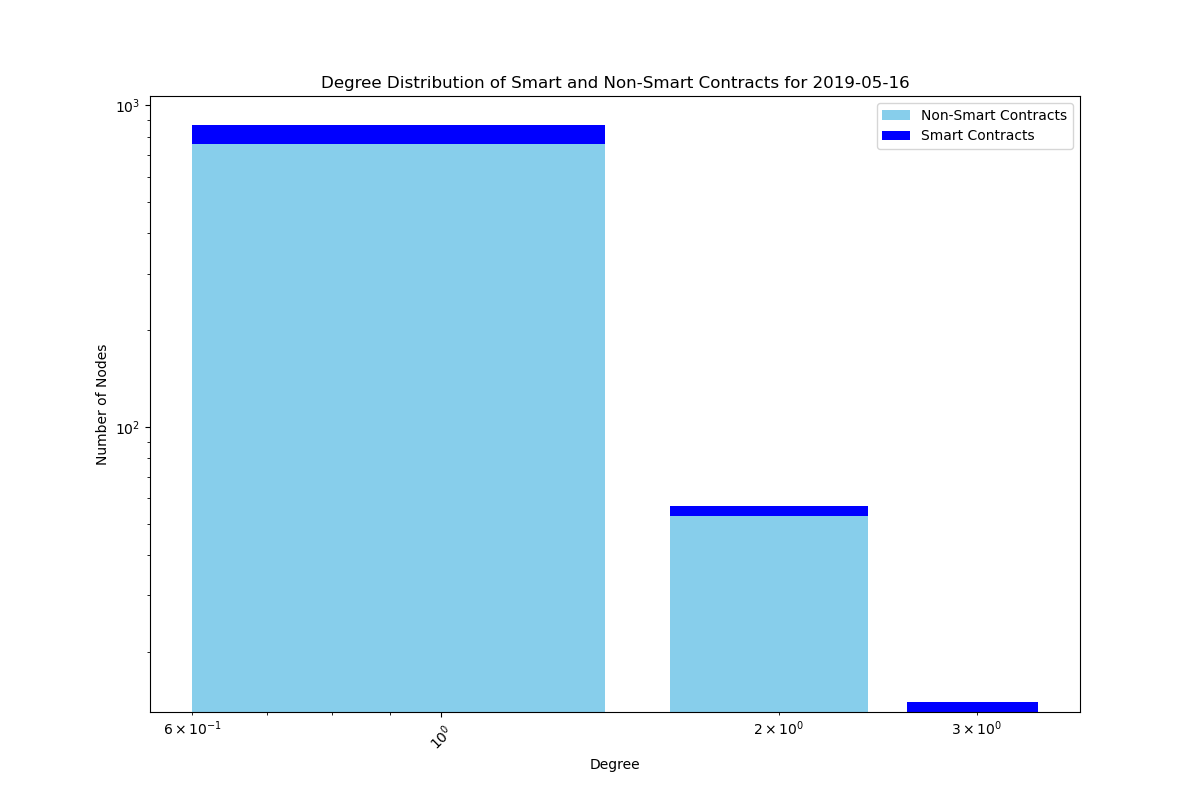 Degree Distribution of Smart and Non-Smart Contracts for 2019-05-16
Non-Smart Contracts
Smart Contracts
Number of Nodes
10³
10²
6 × 10⁻¹
10⁰
2 × 10⁰
3 × 10⁰
Degree